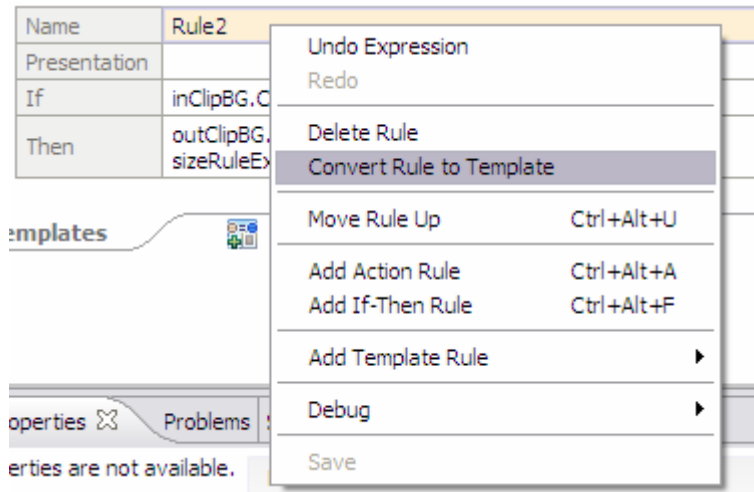 Name Rule2
Presentation
If inClipBG.C
Then outClipBG.
sizeRuleEx
emplates
Undo Expression
Redo
Delete Rule
Convert Rule to Template
Move Rule Up Ctrl+Alt+U
Add Action Rule Ctrl+Alt+A
Add If-Then Rule Ctrl+Alt+F
Add Template Rule
Debug
Save
operties Problems
erties are not available.